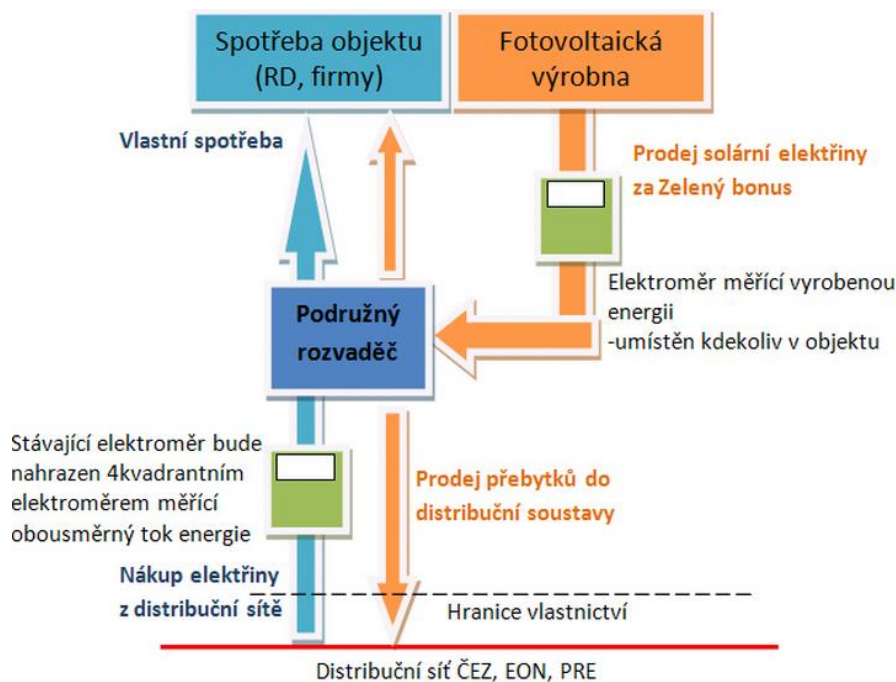 Spotřeba objektu
(RD, firmy)
Fotovoltaická
výrobna
Vlastní spotřeba
Prodej solární elektřiny
za Zelený bonus
Elektroměr měřící vyrobenou
energii
-umístěn kdekoliv v objektu
Podružný
rozvaděč
Stávající elektroměr bude
nahrazen 4kvadrantním
elektroměrem měřící
obousměrný tok energie
Prodej přebytků do
distribuční soustavy
Nákup elektřiny
z distribuční sítě
Hranice vlastnictví
Distribuční síť ČEZ, EON, PRE